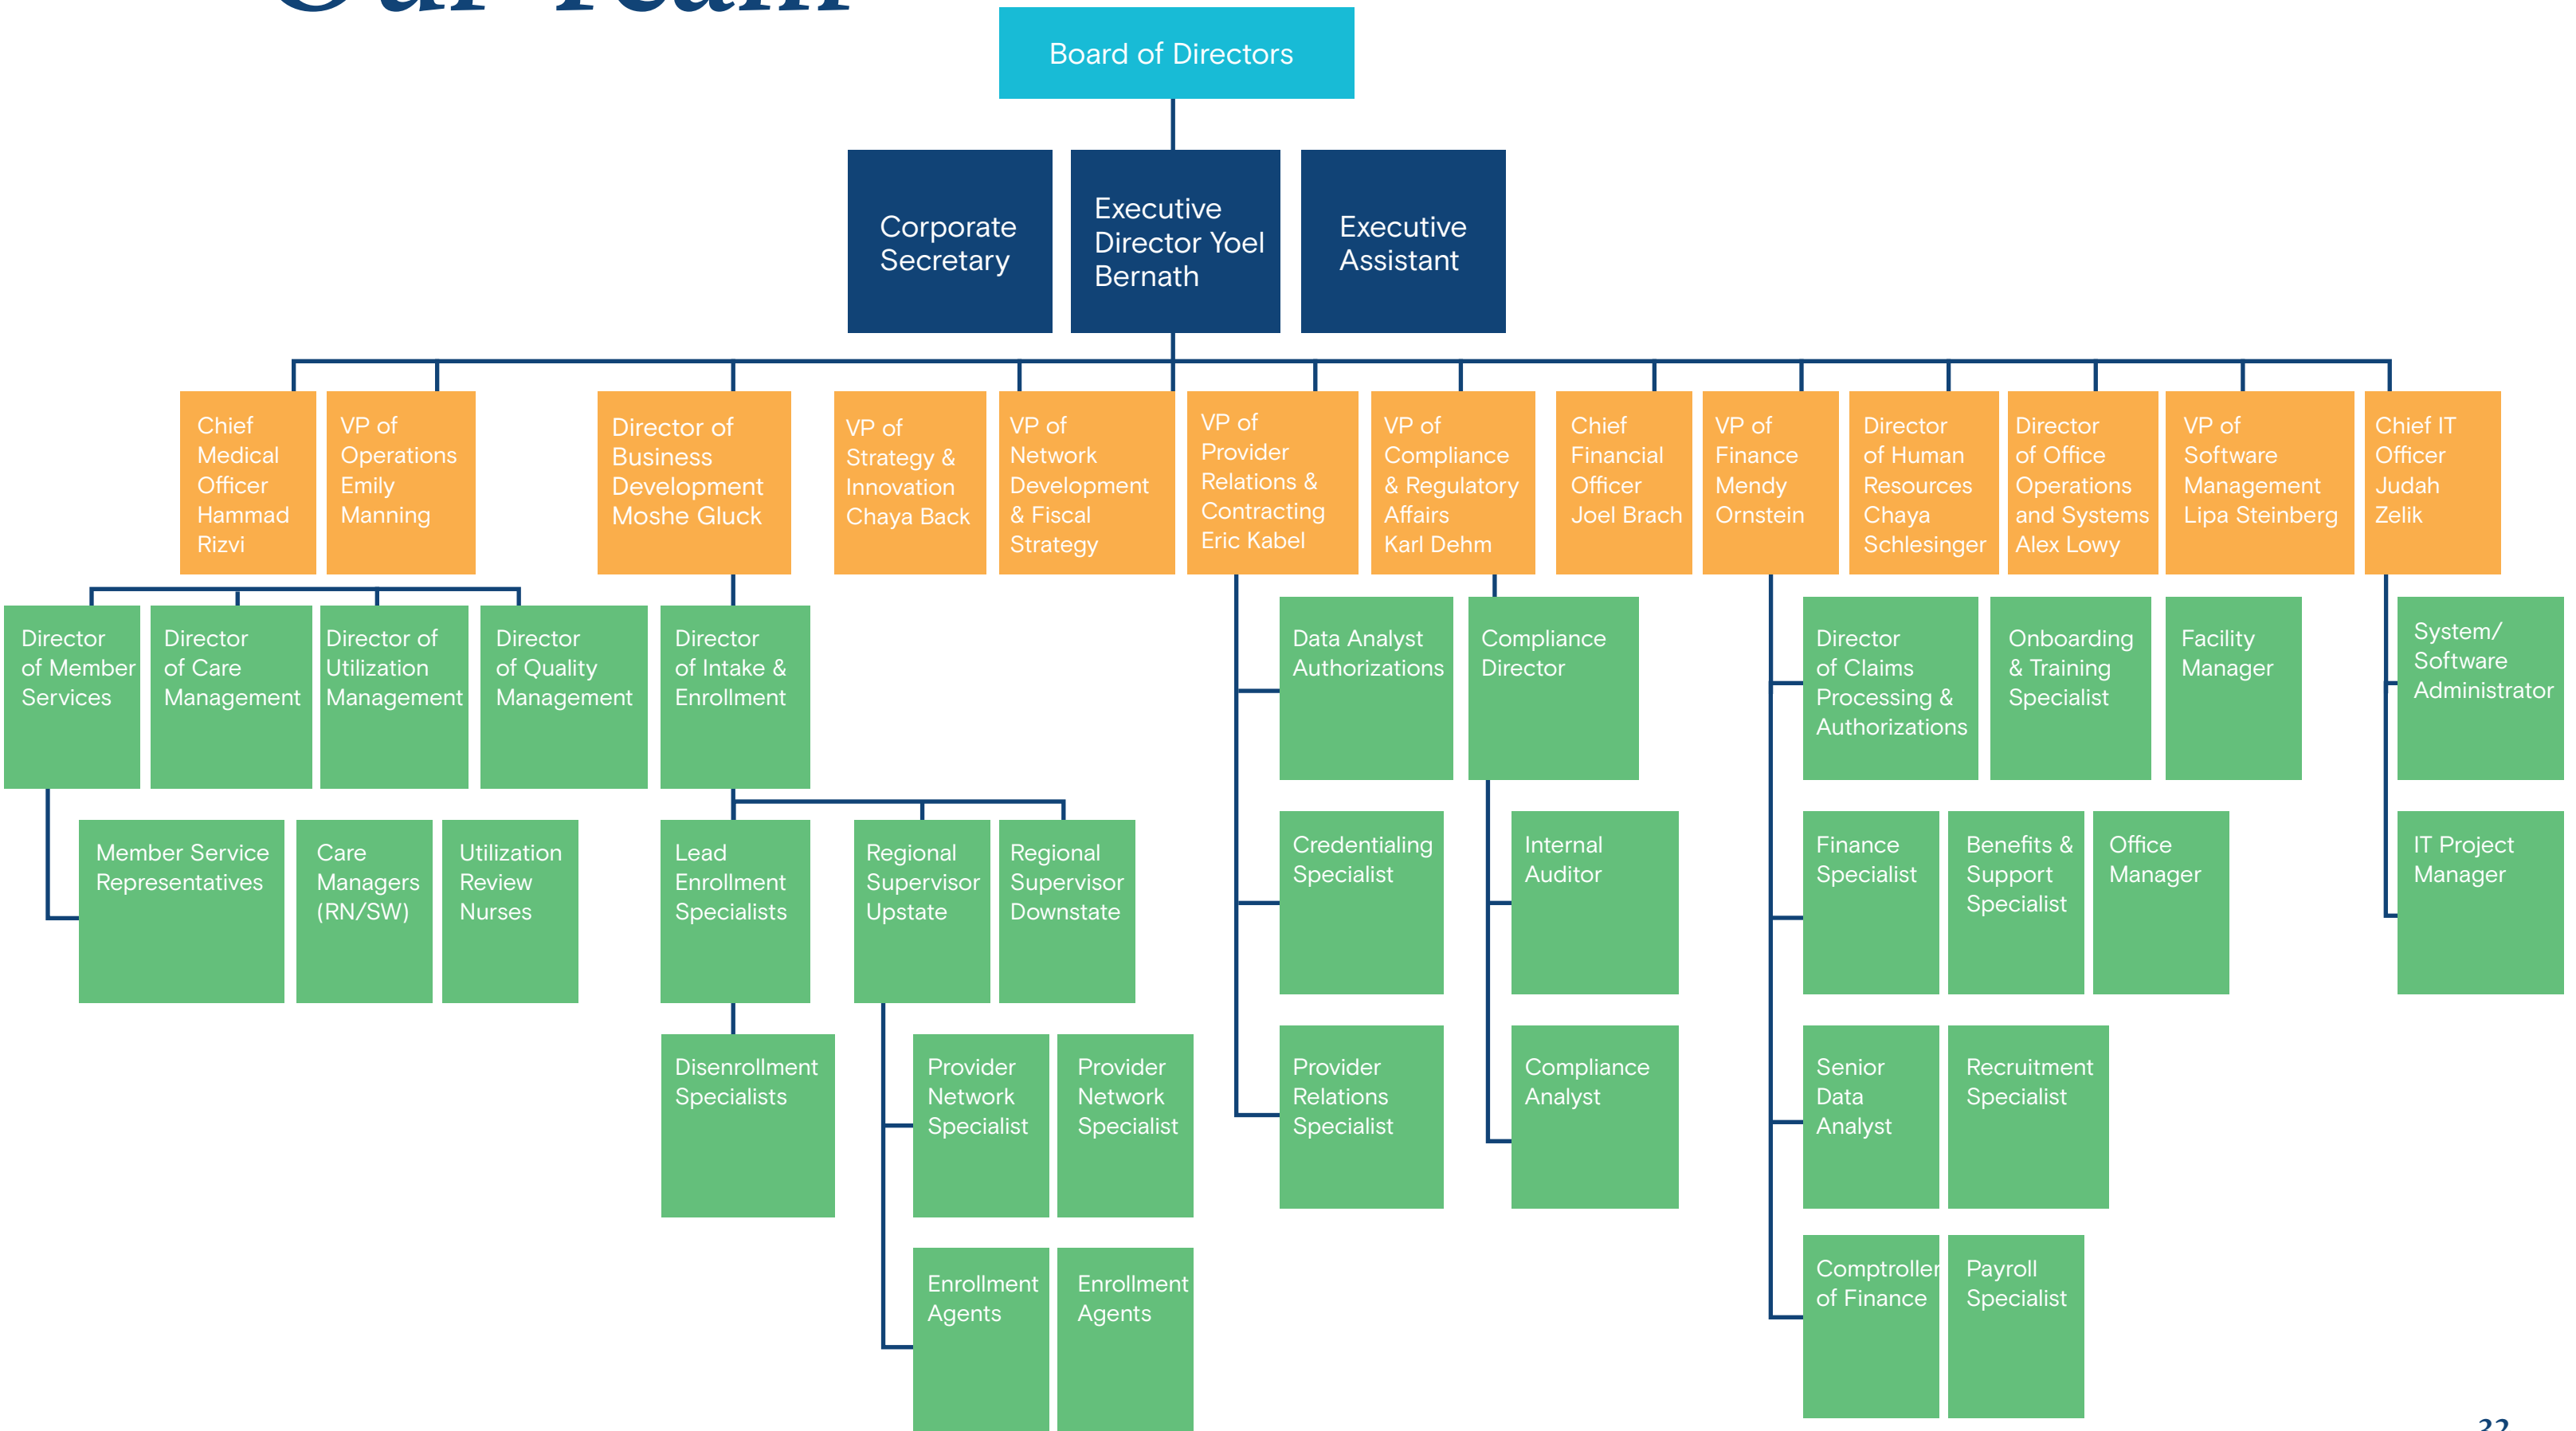 Our Team
Board of Directors
Corporate
Secretary
Executive
Director Yoel
Bernath
Executive
Assistant
Chief
Medical
Officer
Hammad
Rizvi
VP of
Operations
Emily
Manning
Director of
Business
Development
Moshe Gluck
VP of
Strategy &
Innovation
Chaya Back
VP of
Network
Development
& Fiscal
Strategy
VP of
Provider
Relations &
Contracting
Eric Kabel
VP of
Compliance
& Regulatory
Affairs
Karl Dehm
Chief
Financial
Officer
Joel Brach
VP of
Finance
Mendy
Ornstein
Director
of Human
Resources
Chaya
Schlesinger
Director
of Office
Operations
and Systems
Alex Lowy
VP of
Software
Management
Lipa Steinberg
Chief IT
Officer
Judah
Zelik
Director
of Member
Services
Director
of Care
Management
Director of
Utilization
Management
Director
of Quality
Management
Director
of Intake &
Enrollment
Data Analyst
Authorizations
Compliance
Director
Director
of Claims
Processing &
Authorizations
Onboarding
& Training
Specialist
Facility
Manager
System/
Software
Administrator
Member Service
Representatives
Care
Managers
(RN/SW)
Utilization
Review
Nurses
Lead
Enrollment
Specialists
Regional
Supervisor
Upstate
Regional
Supervisor
Downstate
Credentialing
Specialist
Internal
Auditor
Finance
Specialist
Benefits &
Support
Specialist
Office
Manager
IT Project
Manager
Disenrollment
Specialists
Provider
Network
Specialist
Provider
Network
Specialist
Provider
Relations
Specialist
Compliance
Analyst
Senior
Data
Analyst
Recruitment
Specialist
Enrollment
Agents
Enrollment
Agents
Comptroller
of Finance
Payroll
Specialist